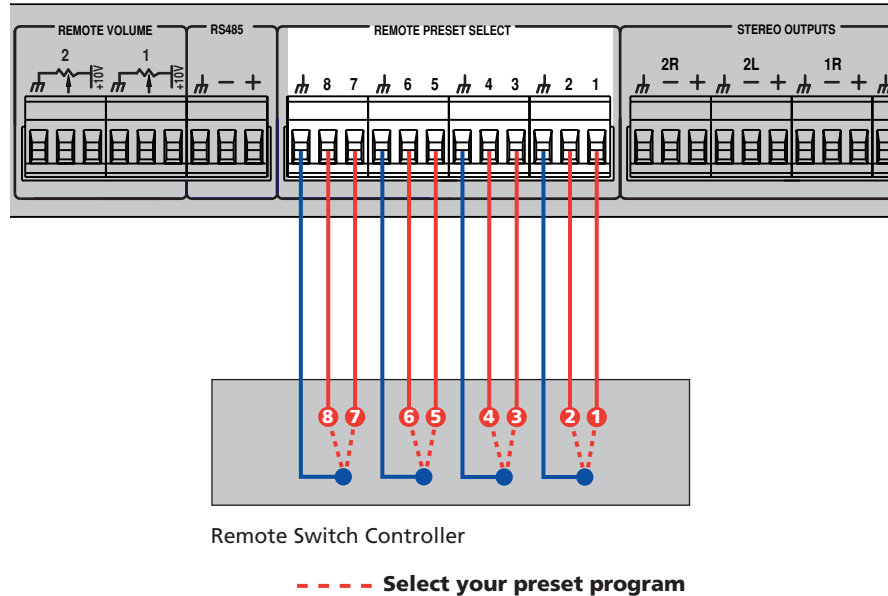 REMOTE VOLUME RS485 REMOTE PRESET SELECT STEREO OUTPUTS
2 1 2R 2L 1R
+10V +10V − + 8 7 6 5 4 3 2 1 − + − + − +
8 7 6 5 4 3 2 1
Remote Switch Controller
Select your preset program